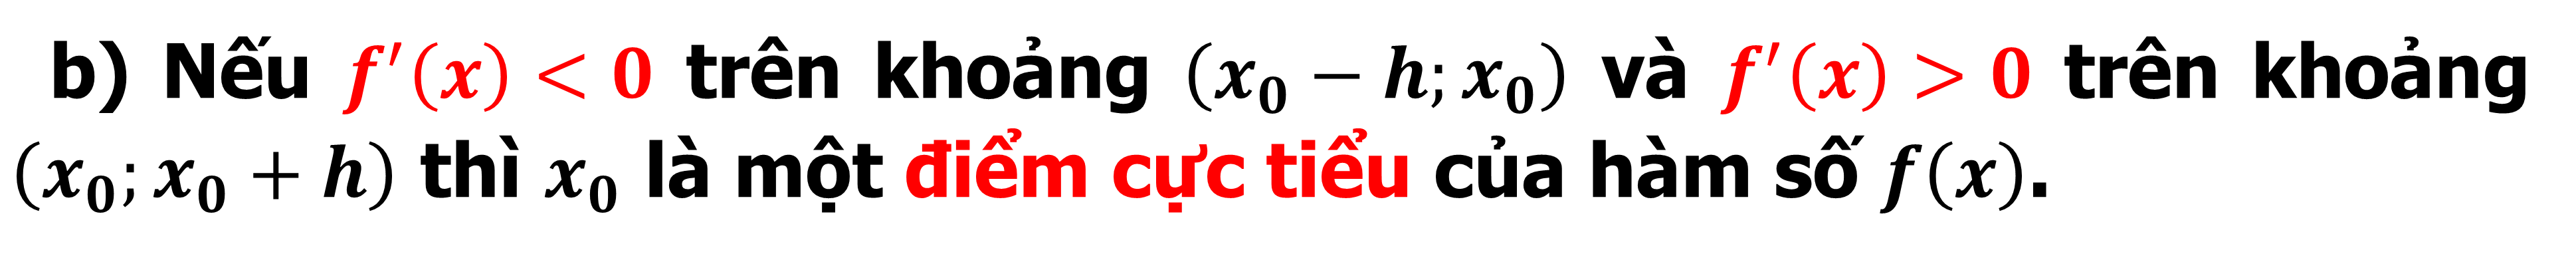 b) Nếu f′(x) < 0 trên khoảng (x₀ − h; x₀) và f′(x) > 0 trên khoảng
(x₀; x₀ + h) thì x₀ là một điểm cực tiểu của hàm số f(x).